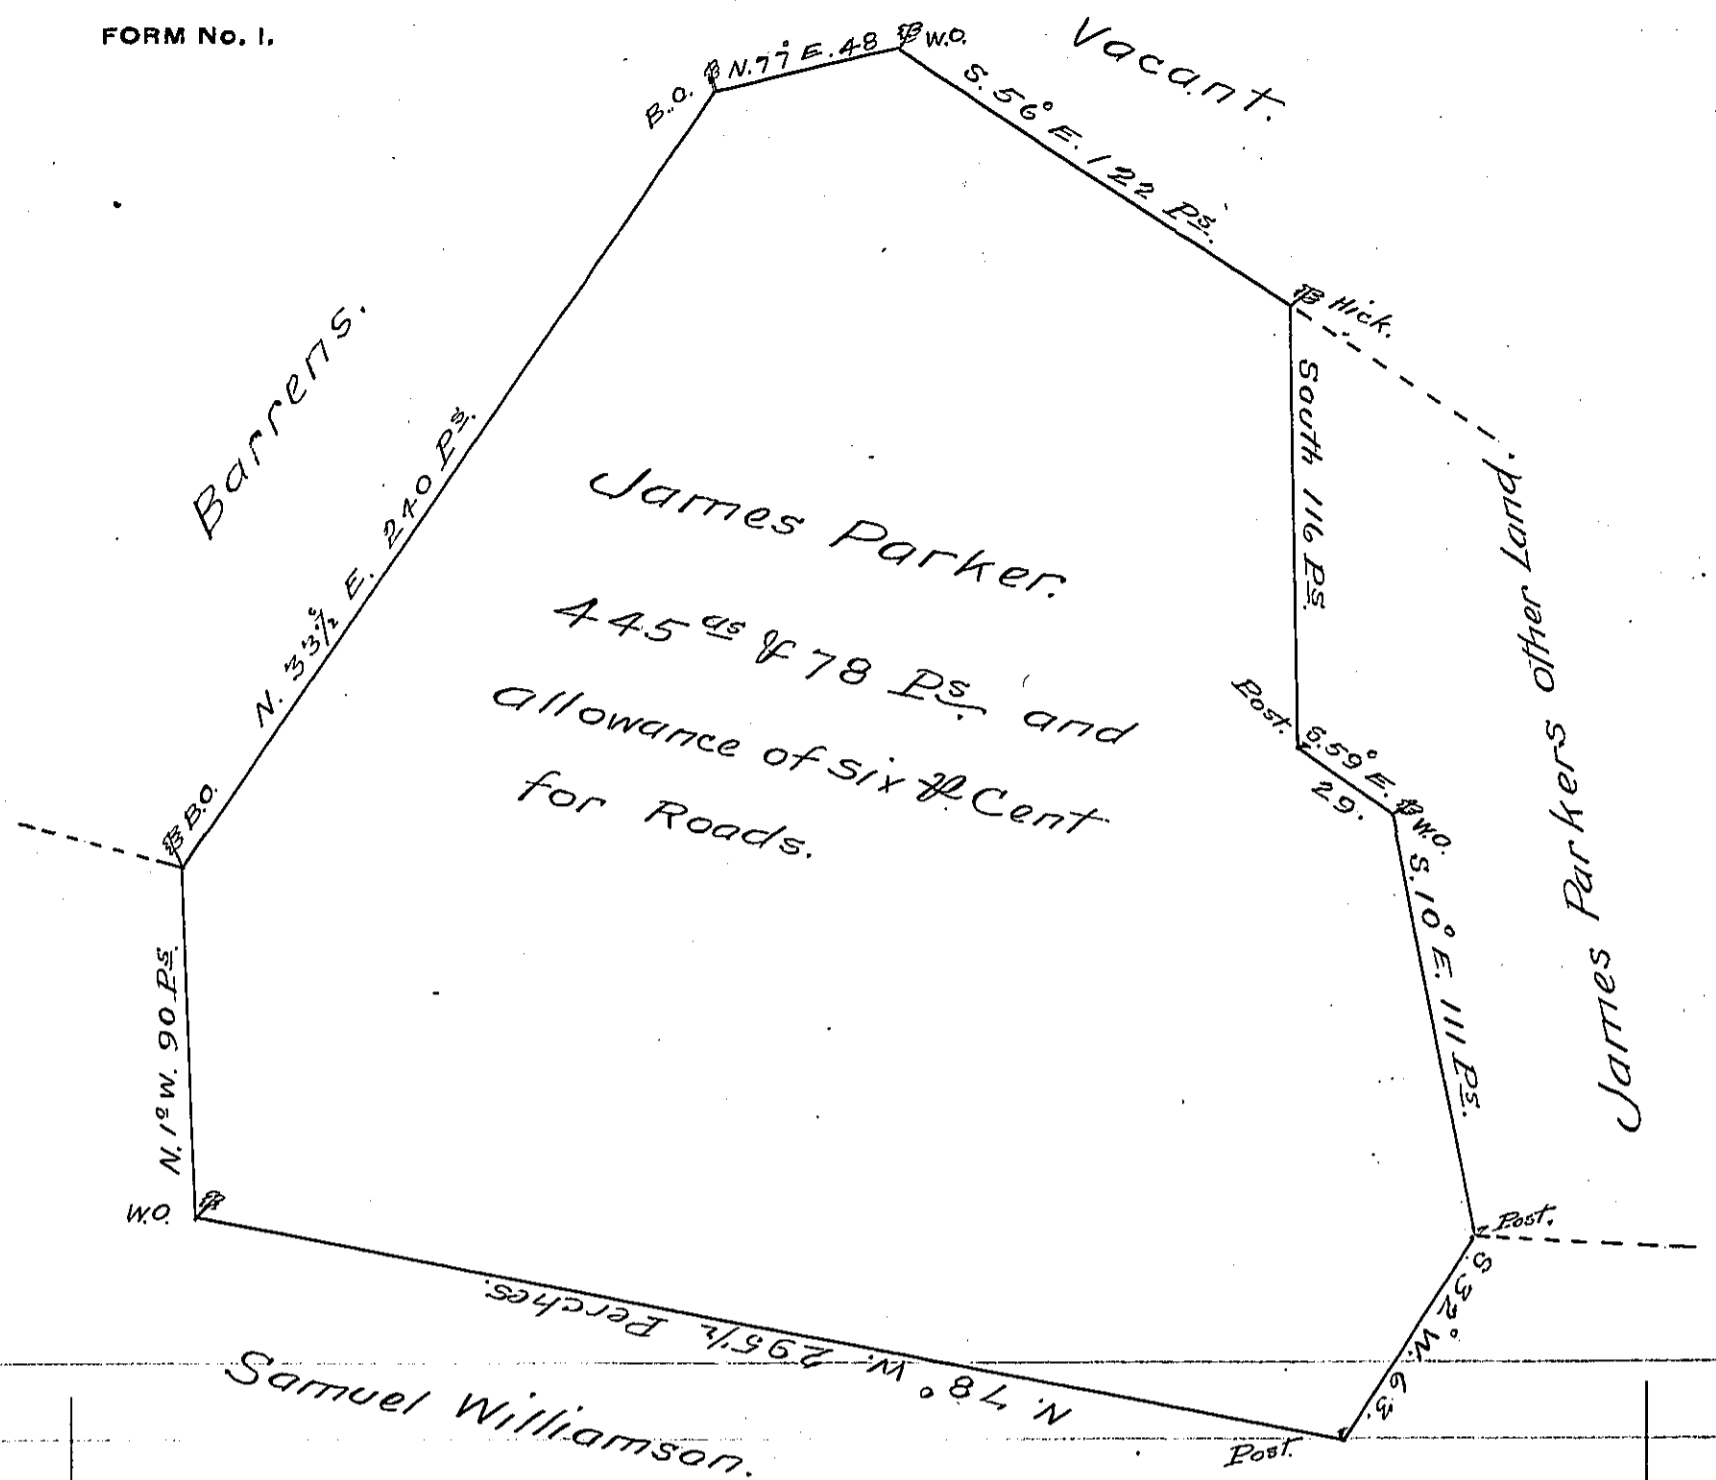 FORM No. 1.
B.O.
N. 77° E. 48
W.O.
Vacant.
S. 56° E. 122 Ps.
Hick.
Barrens.
N. 33½° E. 240 Ps.
South 116 Ps.
James Parkers other Land.
James Parker.
445 as & 78 Ps. and
allowance of six ⅌ Cent
for Roads.
Post.
S. 59° E.
29.
W.O.
B.O.
S. 10° E. 111 Ps.
N. 1° W. 90 Ps.
W.O.
Post.
S. 32° W. 63.
N. 78° W. 295½ Perches.
Samuel Williamson.
Post.